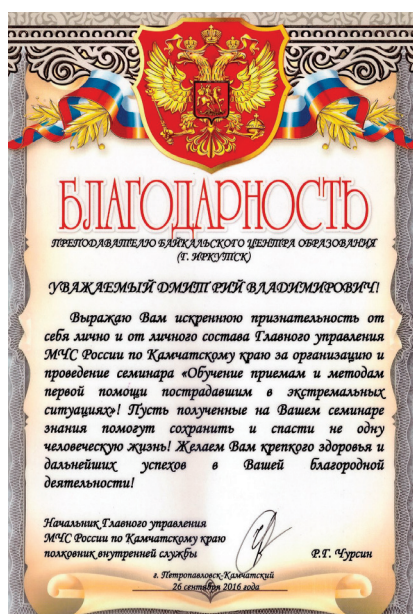 БЛАГОДАРНОСТЬ
ПРЕПОДАВАТЕЛЮ БАЙКАЛЬСКОГО ЦЕНТРА ОБРАЗОВАНИЯ
(Г. ИРКУТСК)
УВАЖАЕМЫЙ ДМИТРИЙ ВЛАДИМИРОВИЧ!
Выражаю Вам искреннюю признательность от
себя лично и от личного состава Главного управления
МЧС России по Камчатскому краю за организацию и
проведение семинара «Обучение приемам и методам
первой помощи пострадавшим в экстремальных
ситуациях»! Пусть полученные на Вашем семинаре
знания помогут сохранить и спасти не одну
человеческую жизнь! Желаем Вам крепкого здоровья и
дальнейших успехов в Вашей благородной
деятельности!
Начальник Главного управления
МЧС России по Камчатскому краю
полковник внутренней службы Р.Г. Чурсин
г. Петропавловск-Камчатский
26 сентября 2016 года